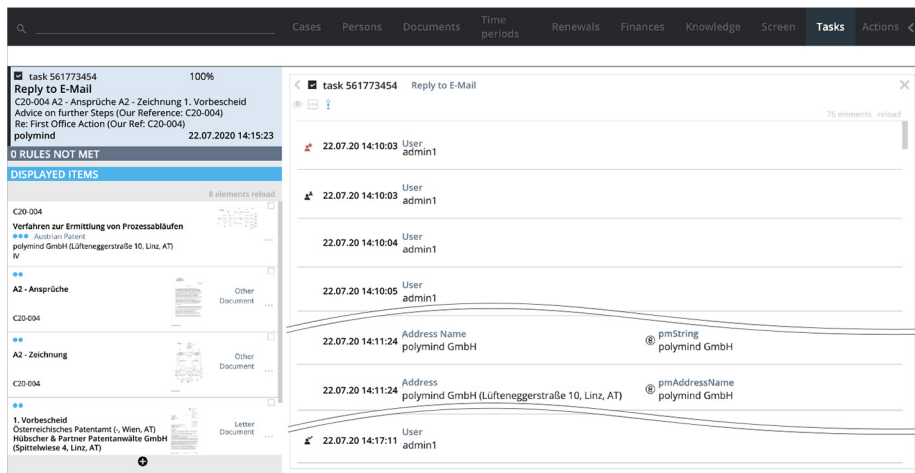 Cases Persons Documents Time periods Renewals Finances Knowledge Screen Tasks Actions
task 561773454 100%
Reply to E-Mail
C20-004 A2 - Ansprüche A2 - Zeichnung 1. Vorbescheid
Advice on further Steps (Our Reference: C20-004)
Re: First Office Action (Our Ref: C20-004)
polymind 22.07.2020 14:15:23
0 RULES NOT MET
DISPLAYED ITEMS
8 elements reload
C20-004
Verfahren zur Ermittlung von Prozessabläufen
Austrian Patent
polymind GmbH (Lüfteneggerstraße 10, Linz, AT)
IV
A2 - Ansprüche
Other
Document
C20-004
A2 - Zeichnung
Other
Document
C20-004
1. Vorbescheid
Österreichisches Patentamt (-, Wien, AT)
Hübscher & Partner Patentanwälte GmbH
(Spittelwiese 4, Linz, AT)
Letter
Document
task 561773454 Reply to E-Mail
76 elements reload
22.07.20 14:10:03 User
admin1
22.07.20 14:10:03 User
admin1
22.07.20 14:10:04 User
admin1
22.07.20 14:10:05 User
admin1
22.07.20 14:11:24 Address Name
polymind GmbH
pmString
polymind GmbH
22.07.20 14:11:24 Address
polymind GmbH (Lüfteneggerstraße 10, Linz, AT)
pmAddressName
polymind GmbH
22.07.20 14:17:11 User
admin1